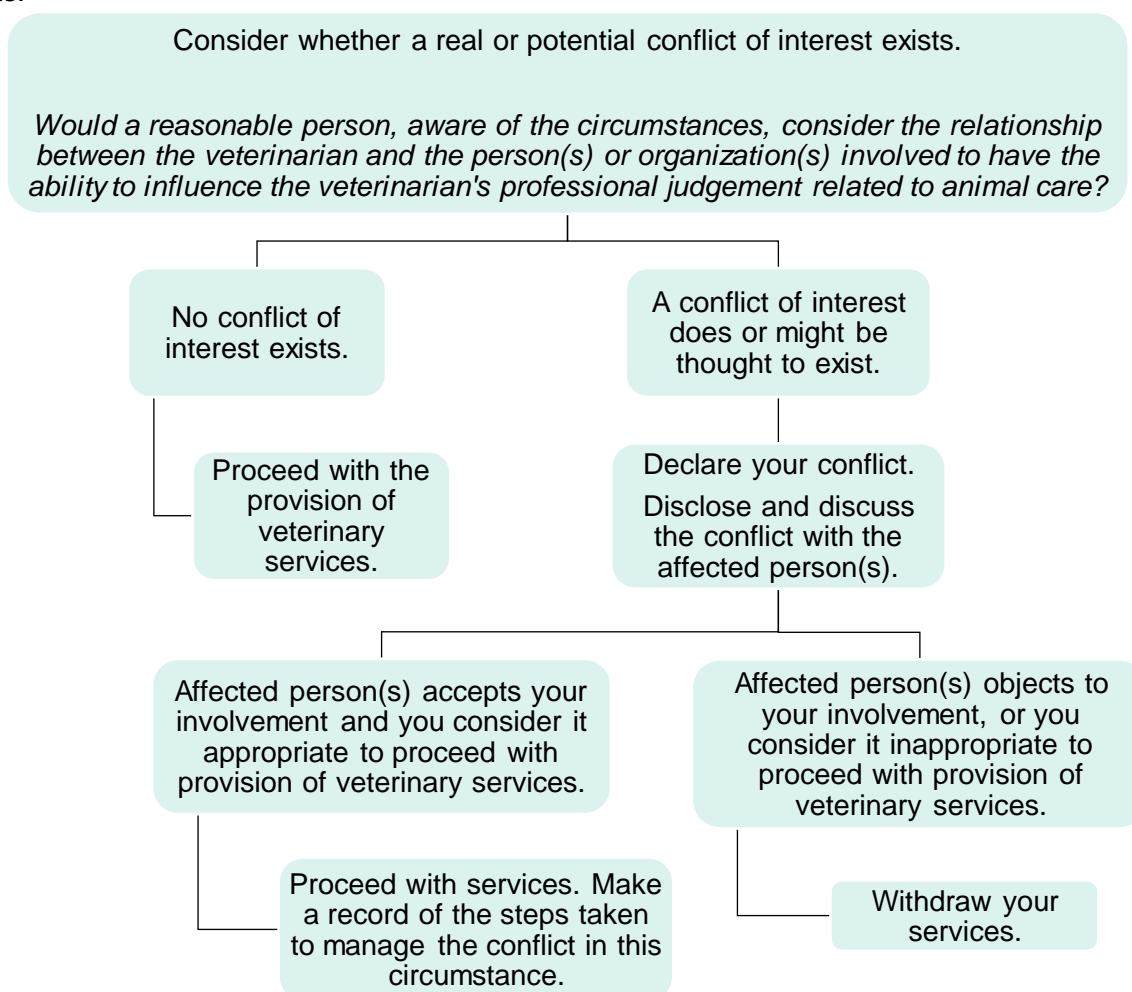 Consider whether a real or potential conflict of interest exists.
Would a reasonable person, aware of the circumstances, consider the relationship
between the veterinarian and the person(s) or organization(s) involved to have the
ability to influence the veterinarian's professional judgement related to animal care?
No conflict of
interest exists.
A conflict of interest
does or might be
thought to exist.
Proceed with the
provision of
veterinary
services.
Declare your conflict.
Disclose and discuss
the conflict with the
affected person(s).
Affected person(s) accepts your
involvement and you consider it
appropriate to proceed with
provision of veterinary services.
Affected person(s) objects to
your involvement, or you
consider it inappropriate to
proceed with provision of
veterinary services.
Proceed with services. Make
a record of the steps taken
to manage the conflict in this
circumstance.
Withdraw your
services.